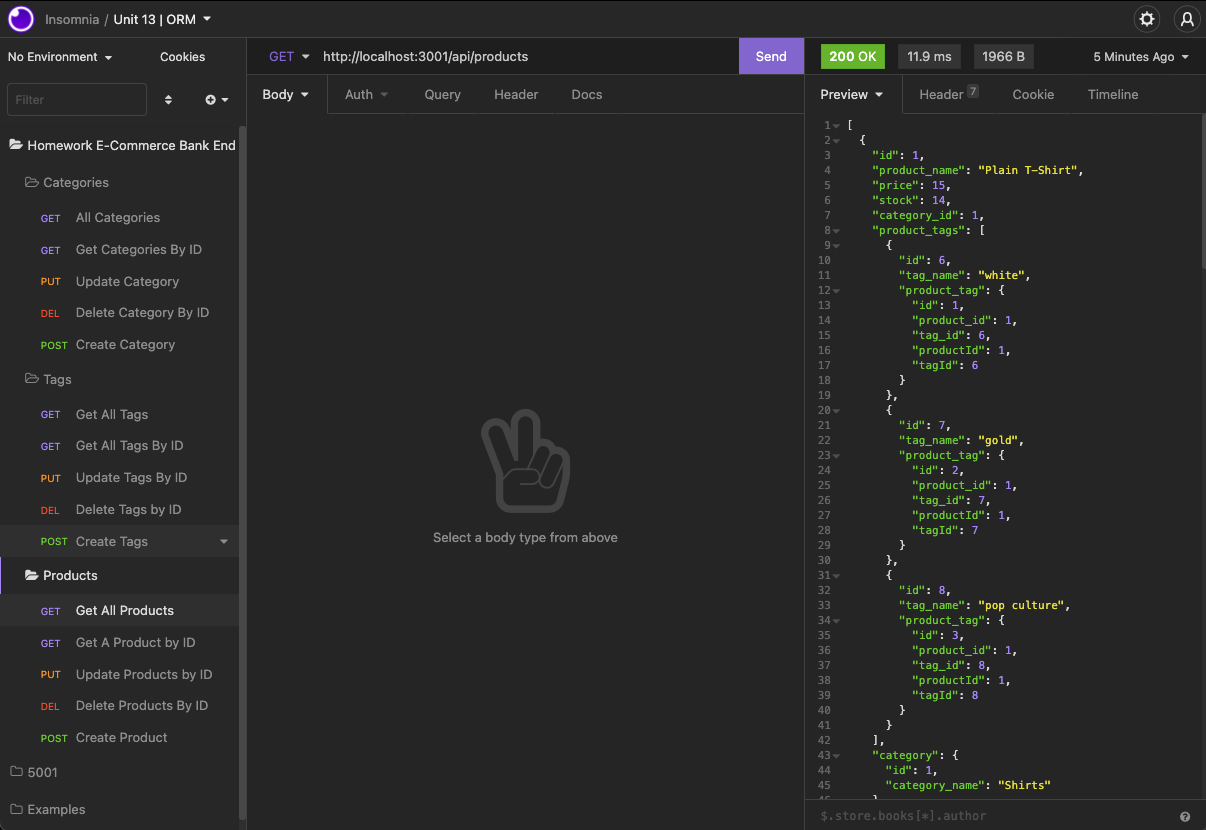 Insomnia / Unit 13 | ORM
No Environment
Cookies
Filter
Homework E-Commerce Bank End
Categories
GET All Categories
GET Get Categories By ID
PUT Update Category
DEL Delete Category By ID
POST Create Category
Tags
GET Get All Tags
GET Get All Tags By ID
PUT Update Tags By ID
DEL Delete Tags by ID
POST Create Tags
Products
GET Get All Products
GET Get A Product by ID
PUT Update Products by ID
DEL Delete Products By ID
POST Create Product
5001
Examples
GET http://localhost:3001/api/products Send
Body Auth Query Header Docs
Select a body type from above
200 OK 11.9 ms 1966 B 5 Minutes Ago
Preview Header 7 Cookie Timeline
1 [
2 {
3 "id": 1,
4 "product_name": "Plain T-Shirt",
5 "price": 15,
6 "stock": 14,
7 "category_id": 1,
8 "product_tags": [
9 {
10 "id": 6,
11 "tag_name": "white",
12 "product_tag": {
13 "id": 1,
14 "product_id": 1,
15 "tag_id": 6,
16 "productId": 1,
17 "tagId": 6
18 }
19 },
20 {
21 "id": 7,
22 "tag_name": "gold",
23 "product_tag": {
24 "id": 2,
25 "product_id": 1,
26 "tag_id": 7,
27 "productId": 1,
28 "tagId": 7
29 }
30 },
31 {
32 "id": 8,
33 "tag_name": "pop culture",
34 "product_tag": {
35 "id": 3,
36 "product_id": 1,
37 "tag_id": 8,
38 "productId": 1,
39 "tagId": 8
40 }
41 }
42 ],
43 "category": {
44 "id": 1,
45 "category_name": "Shirts"
$.store.books[*].author